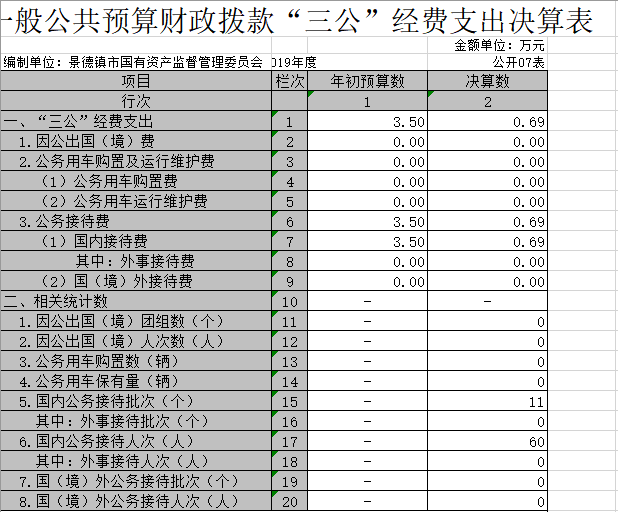 一般公共预算财政拨款“三公”经费支出决算表
金额单位：万元
编制单位：景德镇市国有资产监督管理委员会 019年度 公开07表
项目 栏次 年初预算数 决算数
行次 1 2
一、“三公”经费支出 1 3.50 0.69
1.因公出国（境）费 2 0.00 0.00
2.公务用车购置及运行维护费 3 0.00 0.00
（1）公务用车购置费 4 0.00 0.00
（2）公务用车运行维护费 5 0.00 0.00
3.公务接待费 6 3.50 0.69
（1）国内接待费 7 3.50 0.69
其中：外事接待费 8 0.00 0.00
（2）国（境）外接待费 9 0.00 0.00
二、相关统计数 10 － －
1.因公出国（境）团组数（个） 11 － 0
2.因公出国（境）人次数（人） 12 － 0
3.公务用车购置数（辆） 13 － 0
4.公务用车保有量（辆） 14 － 0
5.国内公务接待批次（个） 15 － 11
其中：外事接待批次（个） 16 － 0
6.国内公务接待人次（人） 17 － 60
其中：外事接待人次（人） 18 － 0
7.国（境）外公务接待批次（个） 19 － 0
8.国（境）外公务接待人次（人） 20 － 0